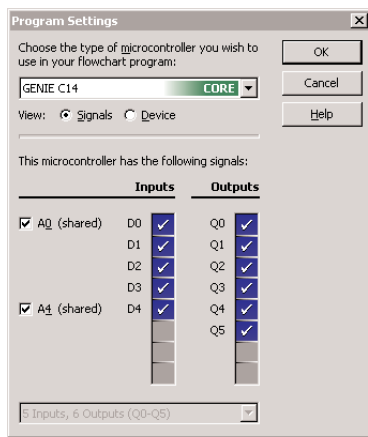 Program Settings
Choose the type of microcontroller you wish to
use in your flowchart program:
OK
GENIE C14 CORE
Cancel
View: Signals Device
Help
This microcontroller has the following signals:
Inputs Outputs
A0 (shared) D0 Q0
D1 Q1
D2 Q2
D3 Q3
A4 (shared) D4 Q4
Q5
5 Inputs, 6 Outputs (Q0-Q5)